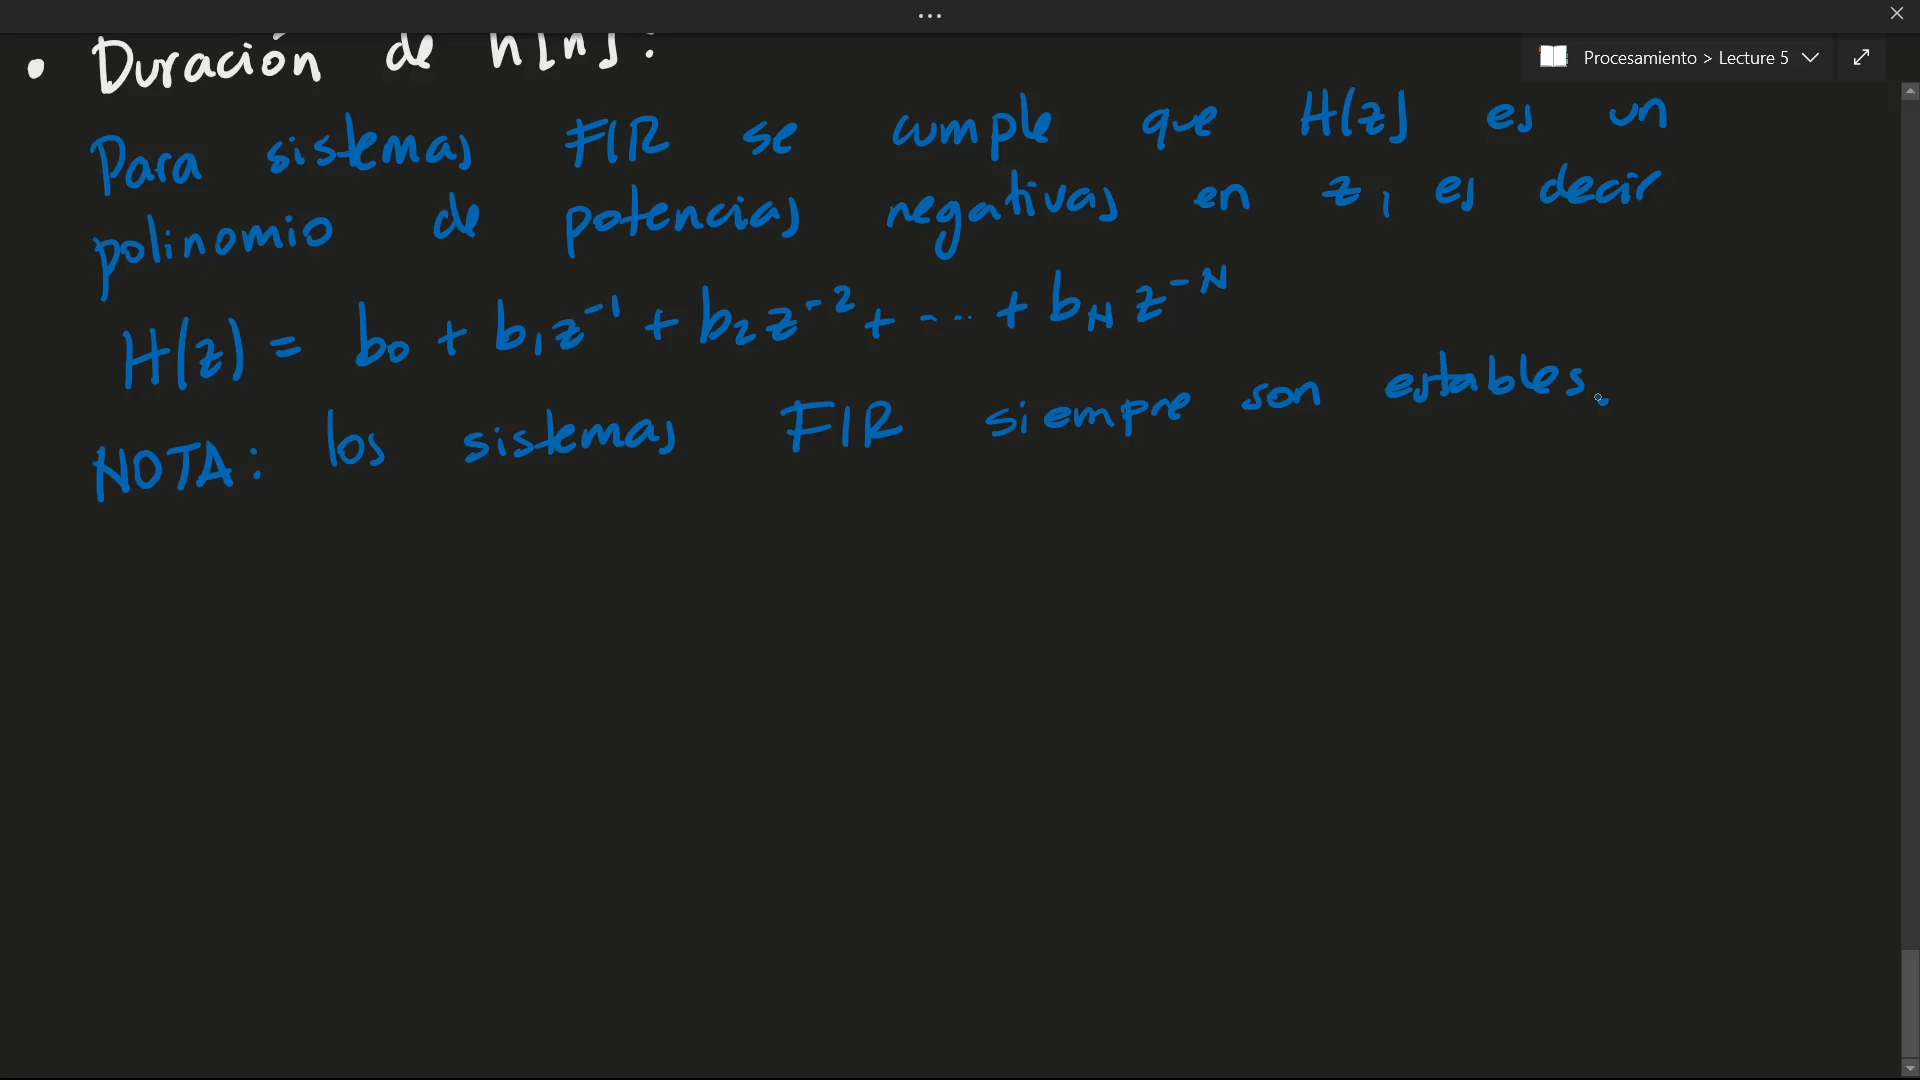 • Duración de h[n]:
Procesamiento > Lecture 5
Para sistemas FIR se cumple que H(z) es un
polinomio de potencias negativas en z, es decir
H(z) = b₀ + b₁z⁻¹ + b₂z⁻² + ... + b_N z^{-N}
NOTA: los sistemas FIR siempre son estables.